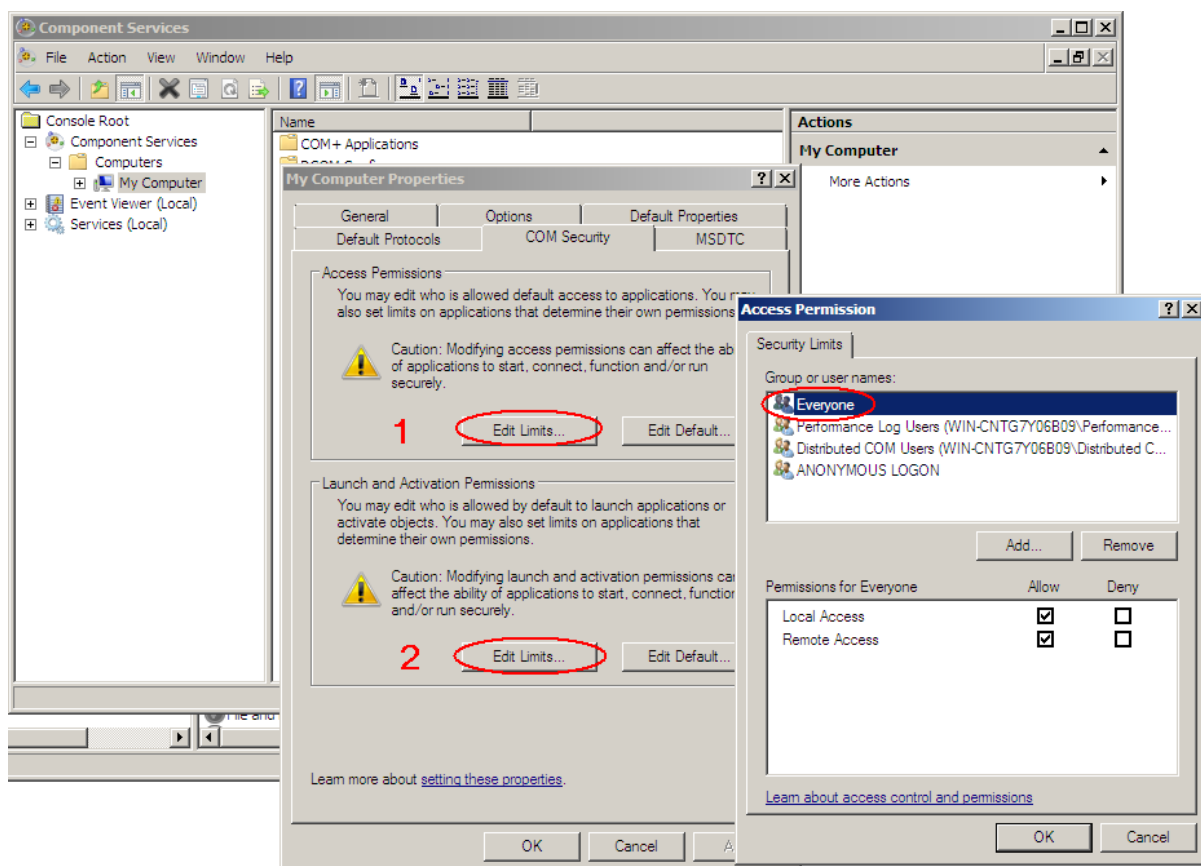 Component Services
File Action View Window Help
Console Root
Component Services
Computers
My Computer
Event Viewer (Local)
Services (Local)
Name
COM+ Applications
Actions
My Computer
More Actions
My Computer Properties
General Options Default Properties
Default Protocols COM Security MSDTC
Access Permissions
You may edit who is allowed default access to applications. You may
also set limits on applications that determine their own permissions
Caution: Modifying access permissions can affect the ab
of applications to start, connect, function and/or run
securely.
1 Edit Limits... Edit Default...
Launch and Activation Permissions
You may edit who is allowed by default to launch applications or
activate objects. You may also set limits on applications that
determine their own permissions.
Caution: Modifying launch and activation permissions ca
affect the ability of applications to start, connect, function
and/or run securely.
2 Edit Limits... Edit Default...
Learn more about setting these properties.
OK Cancel A
Access Permission
Security Limits
Group or user names:
Everyone
Performance Log Users (WIN-CNTG7Y06B09\Performance...
Distributed COM Users (WIN-CNTG7Y06B09\Distributed C...
ANONYMOUS LOGON
Add... Remove
Permissions for Everyone Allow Deny
Local Access
Remote Access
Learn about access control and permissions
OK Cancel